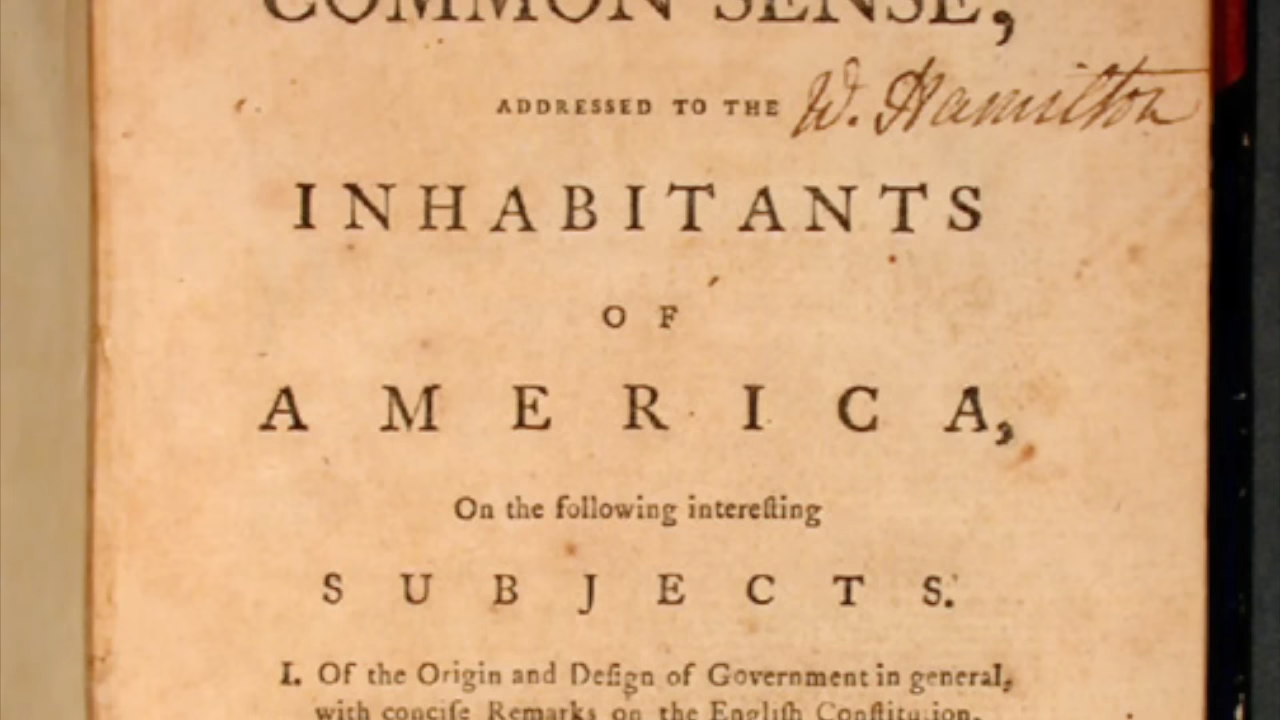 COMMON SENSE,
ADDRESSED TO THE W. Hamilton
INHABITANTS
OF
AMERICA,
On the following intereſting
SUBJECTS.
I. Of the Origin and Deſign of Government in general,
with conciſe Remarks on the Engliſh Conſtitution.